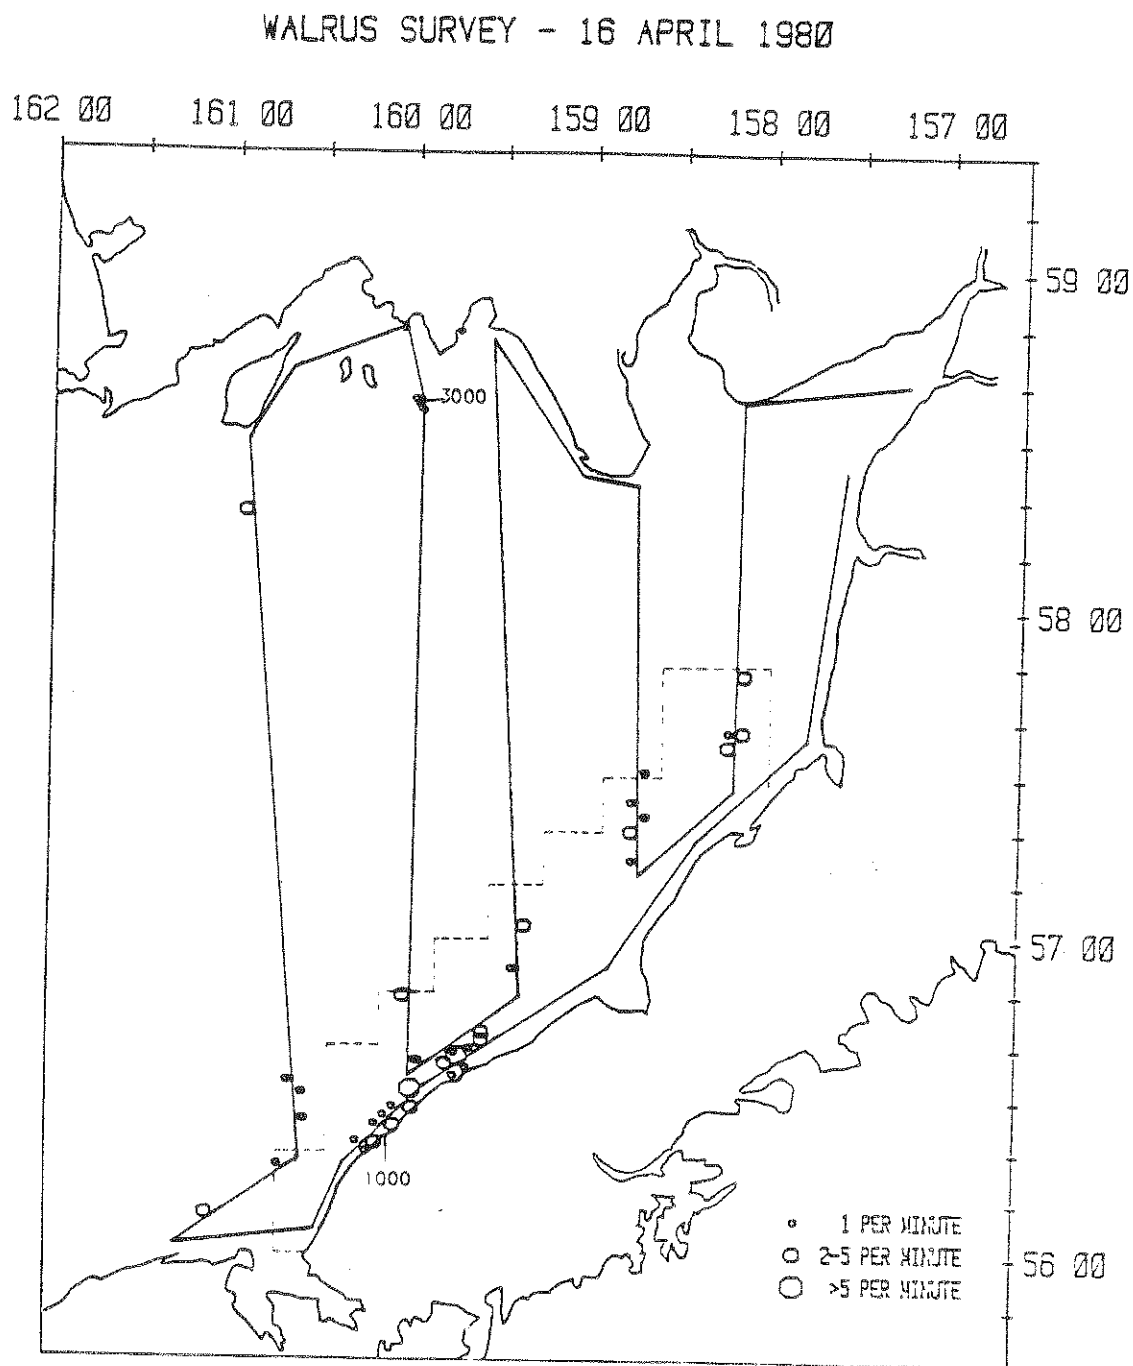 WALRUS SURVEY - 16 APRIL 1980
162 00 161 00 160 00 159 00 158 00 157 00
59 00
3000
58 00
57 00
1000
1 PER MINUTE
2-5 PER MINUTE
56 00
>5 PER MINUTE